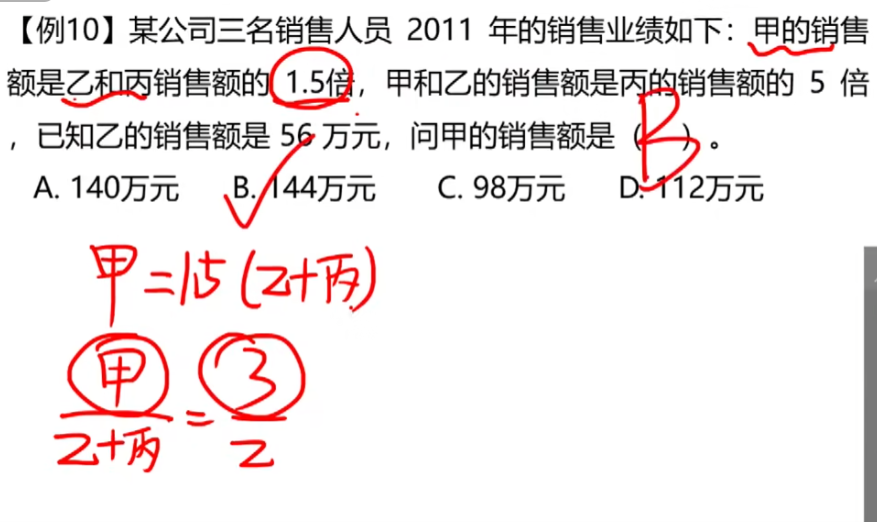 【例10】某公司三名销售人员 2011 年的销售业绩如下：甲的销售
额是乙和丙销售额的 1.5倍，甲和乙的销售额是丙的销售额的 5 倍
，已知乙的销售额是 56 万元，问甲的销售额是（B）。
A. 140万元 B. 144万元 C. 98万元 D. 112万元
甲=1.5(乙+丙)
甲/乙+丙=3/2